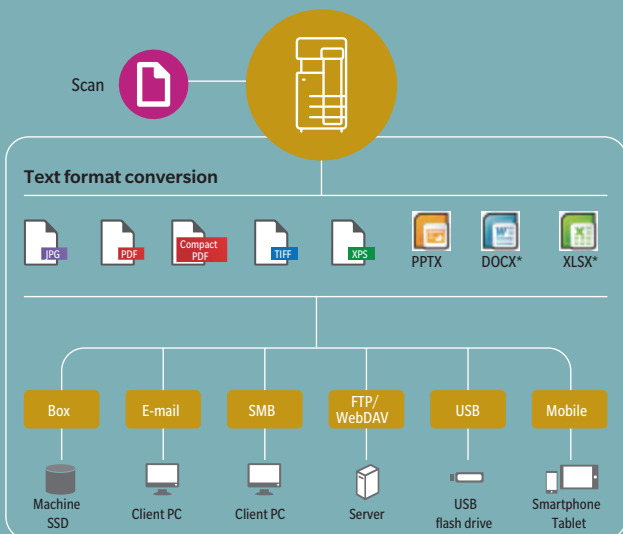 Scan
Text format conversion
JPG
PDF
Compact
PDF
TIFF
XPS
PPTX
DOCX*
XLSX*
Box
E-mail
SMB
FTP/
WebDAV
USB
Mobile
Machine
SSD
Client PC
Client PC
Server
USB
flash drive
Smartphone
Tablet